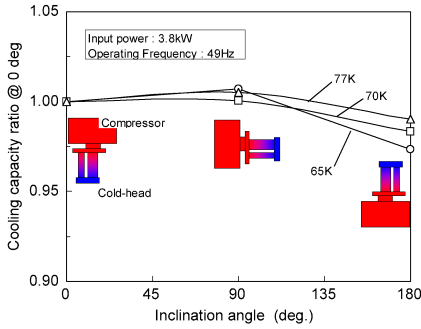 1.05
Input power : 3.8kW
Operating Frequency : 49Hz
77K
70K
1.00
Compressor
65K
Cold-head
0.95
0.90
0
45
90
135
180
Cooling capacity ratio @ 0 deg
Inclination angle (deg.)